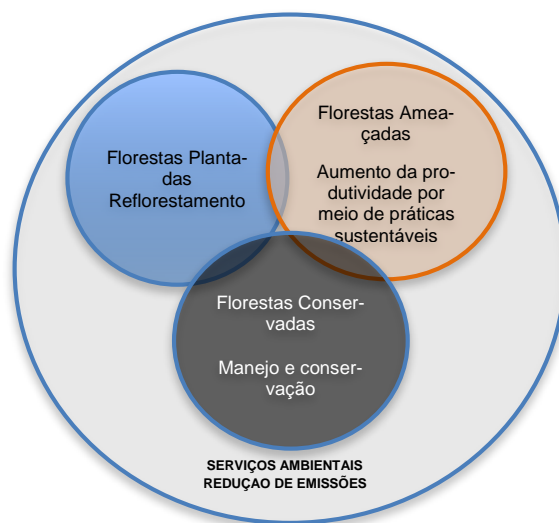 Florestas Planta-
das
Reflorestamento
Florestas Amea-
çadas
Aumento da pro-
dutividade por
meio de práticas
sustentáveis
Florestas Conser-
vadas
Manejo e conser-
vação
SERVIÇOS AMBIENTAIS
REDUÇAO DE EMISSÕES